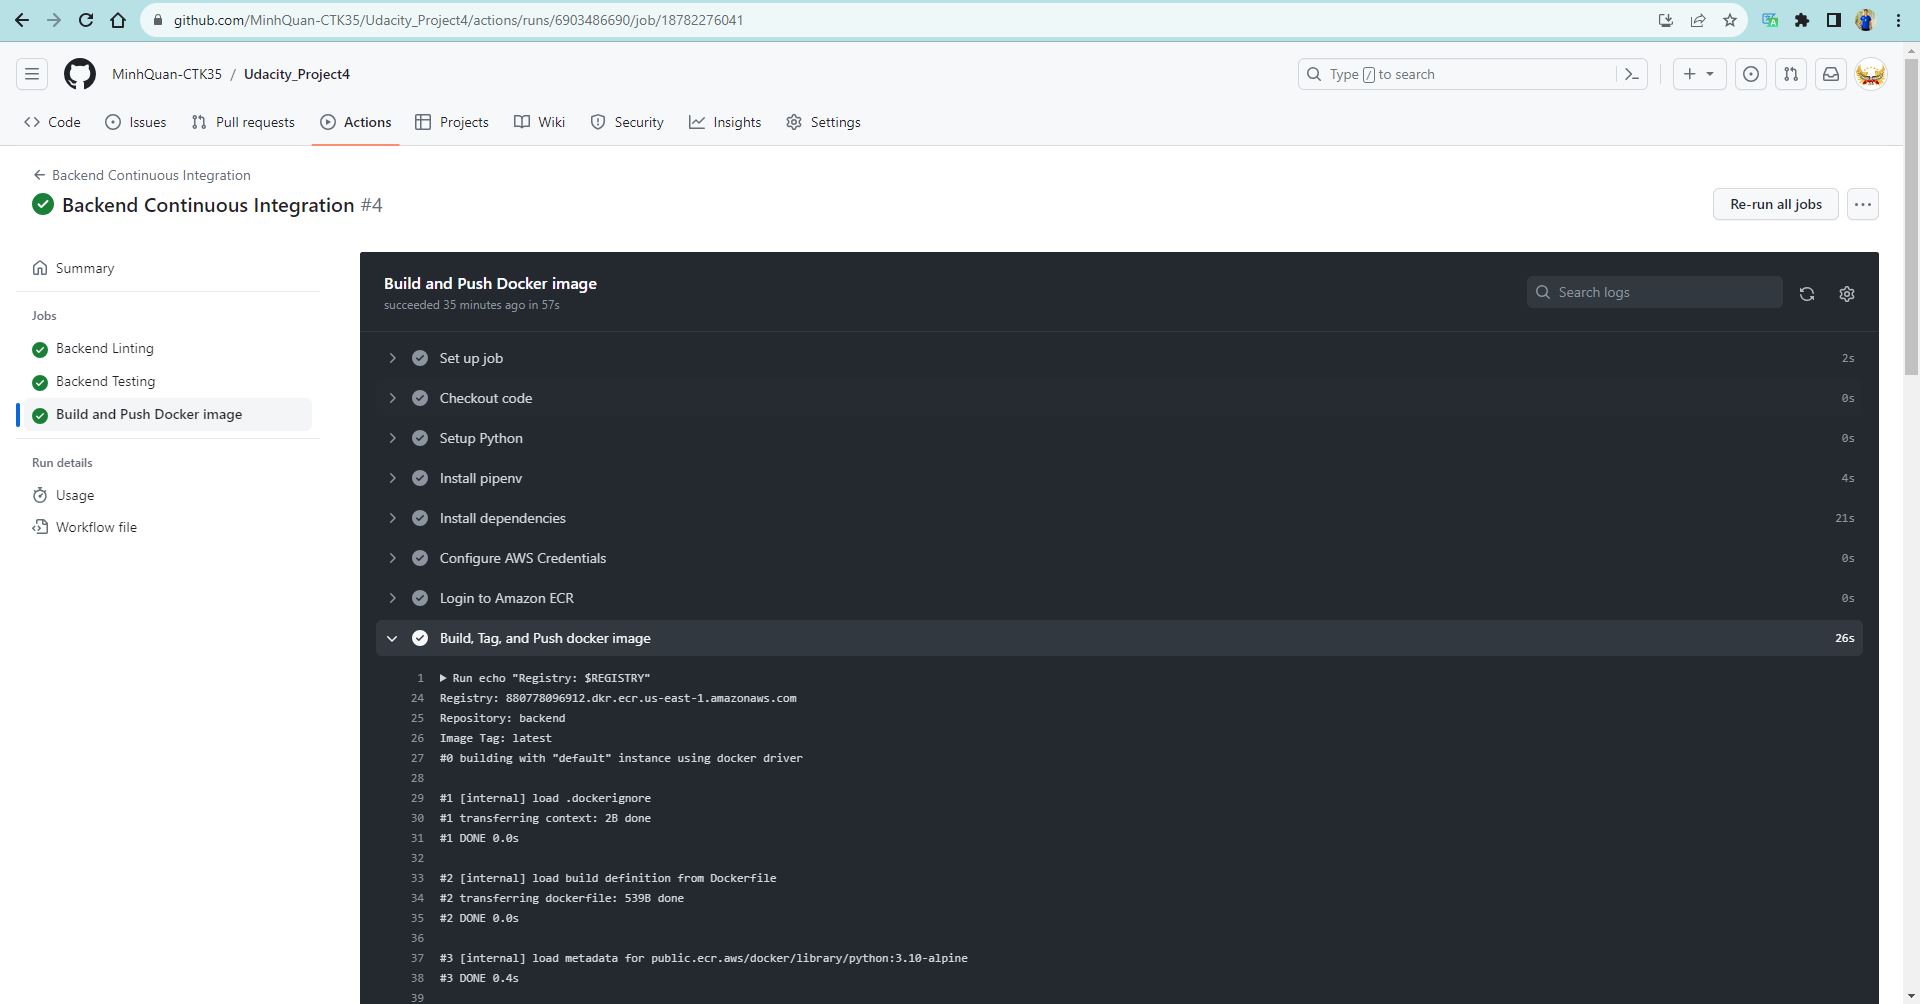 github.com/MinhQuan-CTK35/Udacity_Project4/actions/runs/6903486690/job/18782276041
MinhQuan-CTK35 / Udacity_Project4
Type / to search
Code Issues Pull requests Actions Projects Wiki Security Insights Settings
Backend Continuous Integration
Backend Continuous Integration #4
Re-run all jobs
Summary
Jobs
Backend Linting
Backend Testing
Build and Push Docker image
Run details
Usage
Workflow file
Build and Push Docker image
succeeded 35 minutes ago in 57s
Search logs
Set up job 2s
Checkout code 0s
Setup Python 0s
Install pipenv 4s
Install dependencies 21s
Configure AWS Credentials 0s
Login to Amazon ECR 0s
Build, Tag, and Push docker image 26s
1 Run echo "Registry: $REGISTRY"
24 Registry: 880778096912.dkr.ecr.us-east-1.amazonaws.com
25 Repository: backend
26 Image Tag: latest
27 #0 building with "default" instance using docker driver
28
29 #1 [internal] load .dockerignore
30 #1 transferring context: 2B done
31 #1 DONE 0.0s
32
33 #2 [internal] load build definition from Dockerfile
34 #2 transferring dockerfile: 539B done
35 #2 DONE 0.0s
36
37 #3 [internal] load metadata for public.ecr.aws/docker/library/python:3.10-alpine
38 #3 DONE 0.4s
39